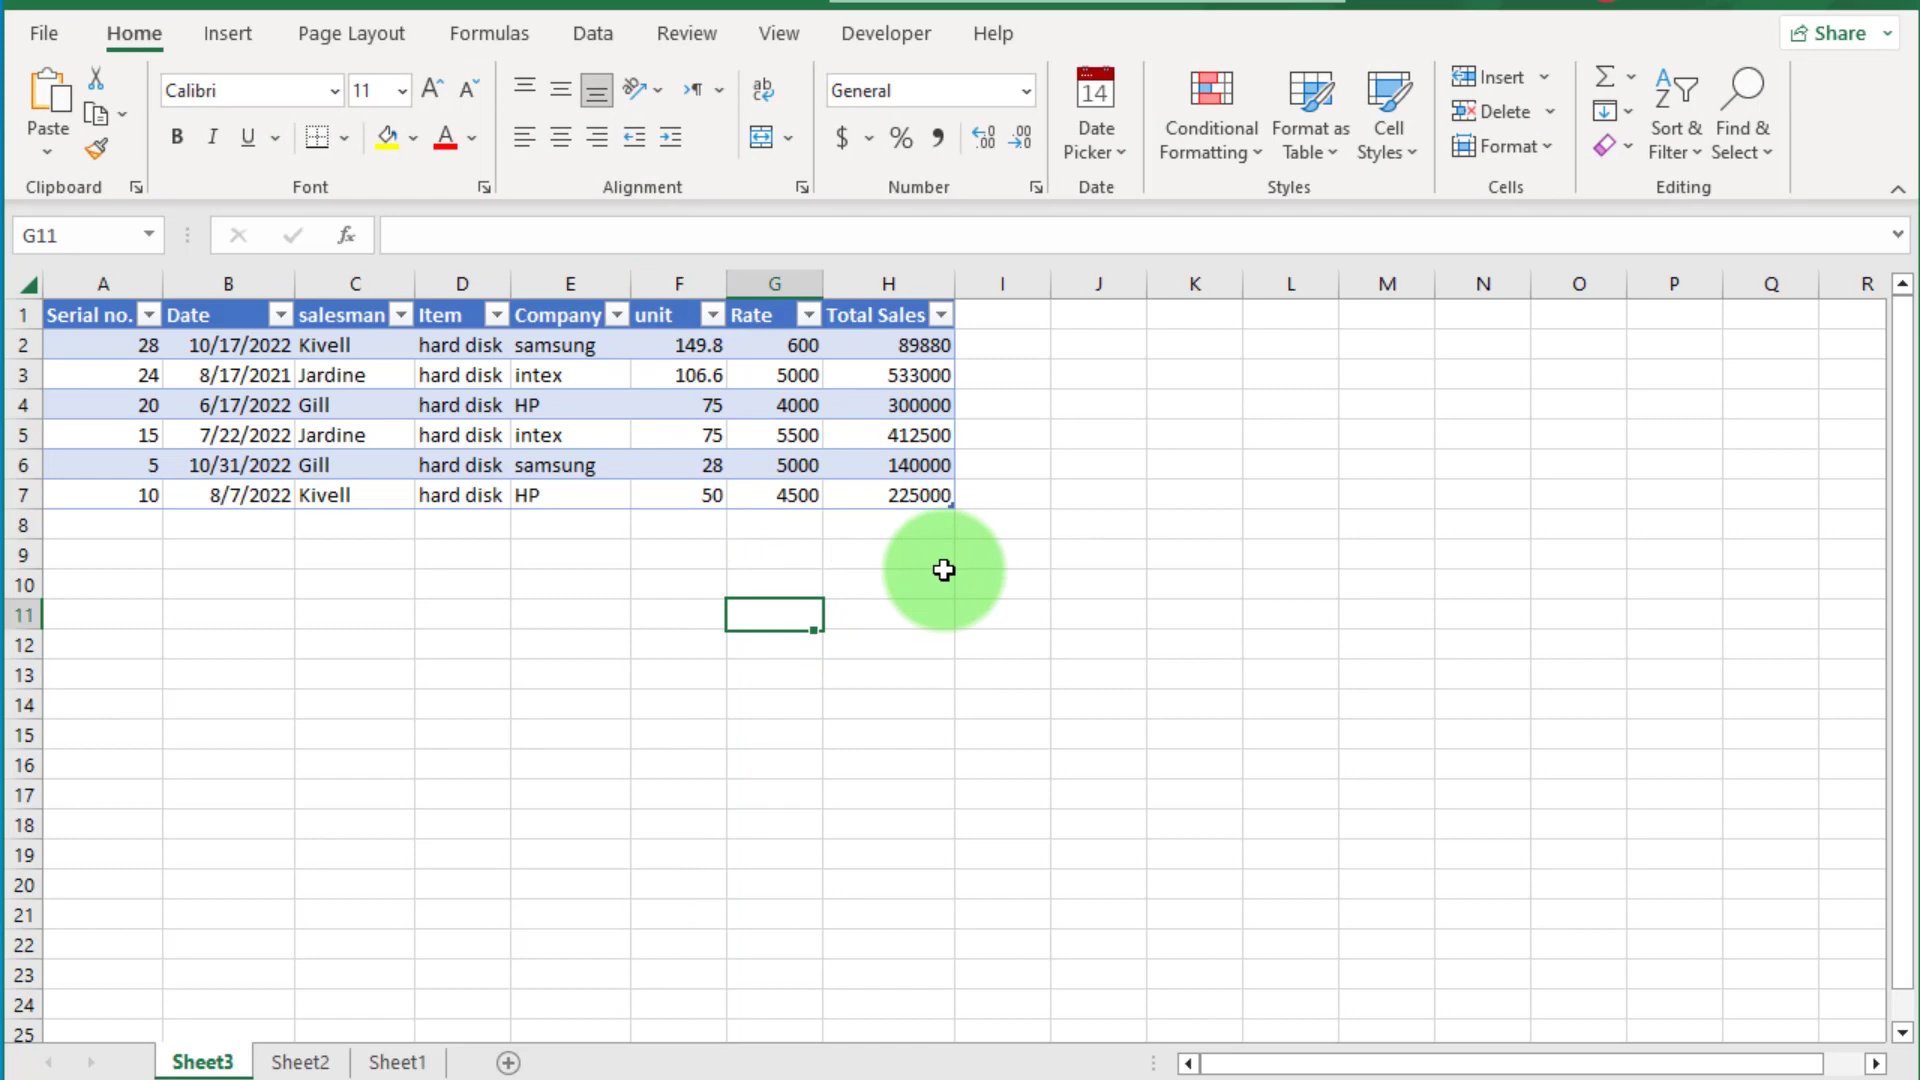 File Home Insert Page Layout Formulas Data Review View Developer Help Share
Calibri 11 A A ab c General $ % 9 .00 .00
Paste B I U A
14 Date Picker
Conditional Formatting
Format as Table
Cell Styles
Insert
Delete
Format
Σ
A Z Sort & Filter
Find & Select
Clipboard Font Alignment Number Date Styles Cells Editing
G11 fx
A B C D E F G H I J K L M N O P Q R
1 Serial no. Date salesman Item Company unit Rate Total Sales
2 28 10/17/2022 Kivell hard disk samsung 149.8 600 89880
3 24 8/17/2021 Jardine hard disk intex 106.6 5000 533000
4 20 6/17/2022 Gill hard disk HP 75 4000 300000
5 15 7/22/2022 Jardine hard disk intex 75 5500 412500
6 5 10/31/2022 Gill hard disk samsung 28 5000 140000
7 10 8/7/2022 Kivell hard disk HP 50 4500 225000
8
9
10
11
12
13
14
15
16
17
18
19
20
21
22
23
24
25
Sheet3 Sheet2 Sheet1